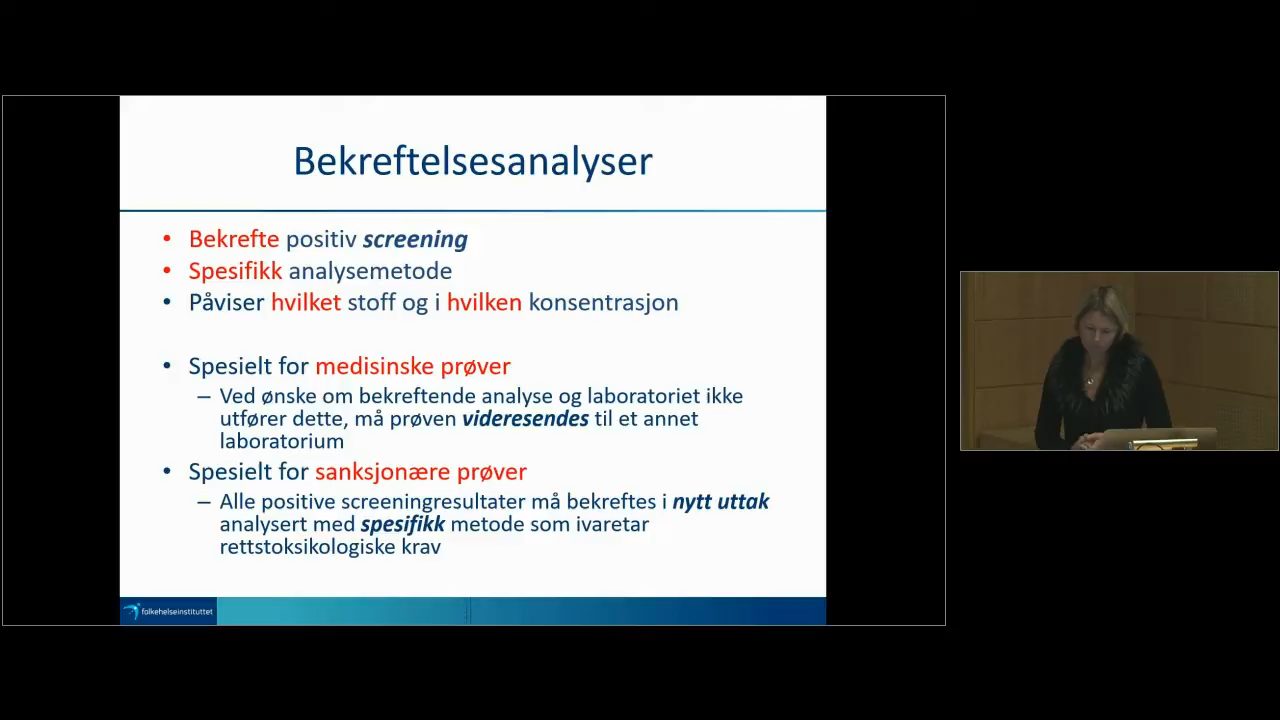 Bekreftelsesanalyser
• Bekrefte positiv screening
• Spesifikk analysemetode
• Påviser hvilket stoff og i hvilken konsentrasjon
• Spesielt for medisinske prøver
– Ved ønske om bekreftende analyse og laboratoriet ikke
utfører dette, må prøven videresendes til et annet
laboratorium
• Spesielt for sanksjonære prøver
– Alle positive screeningresultater må bekreftes i nytt uttak
analysert med spesifikk metode som ivaretar
rettstoksikologiske krav
folkehelseinstituttet